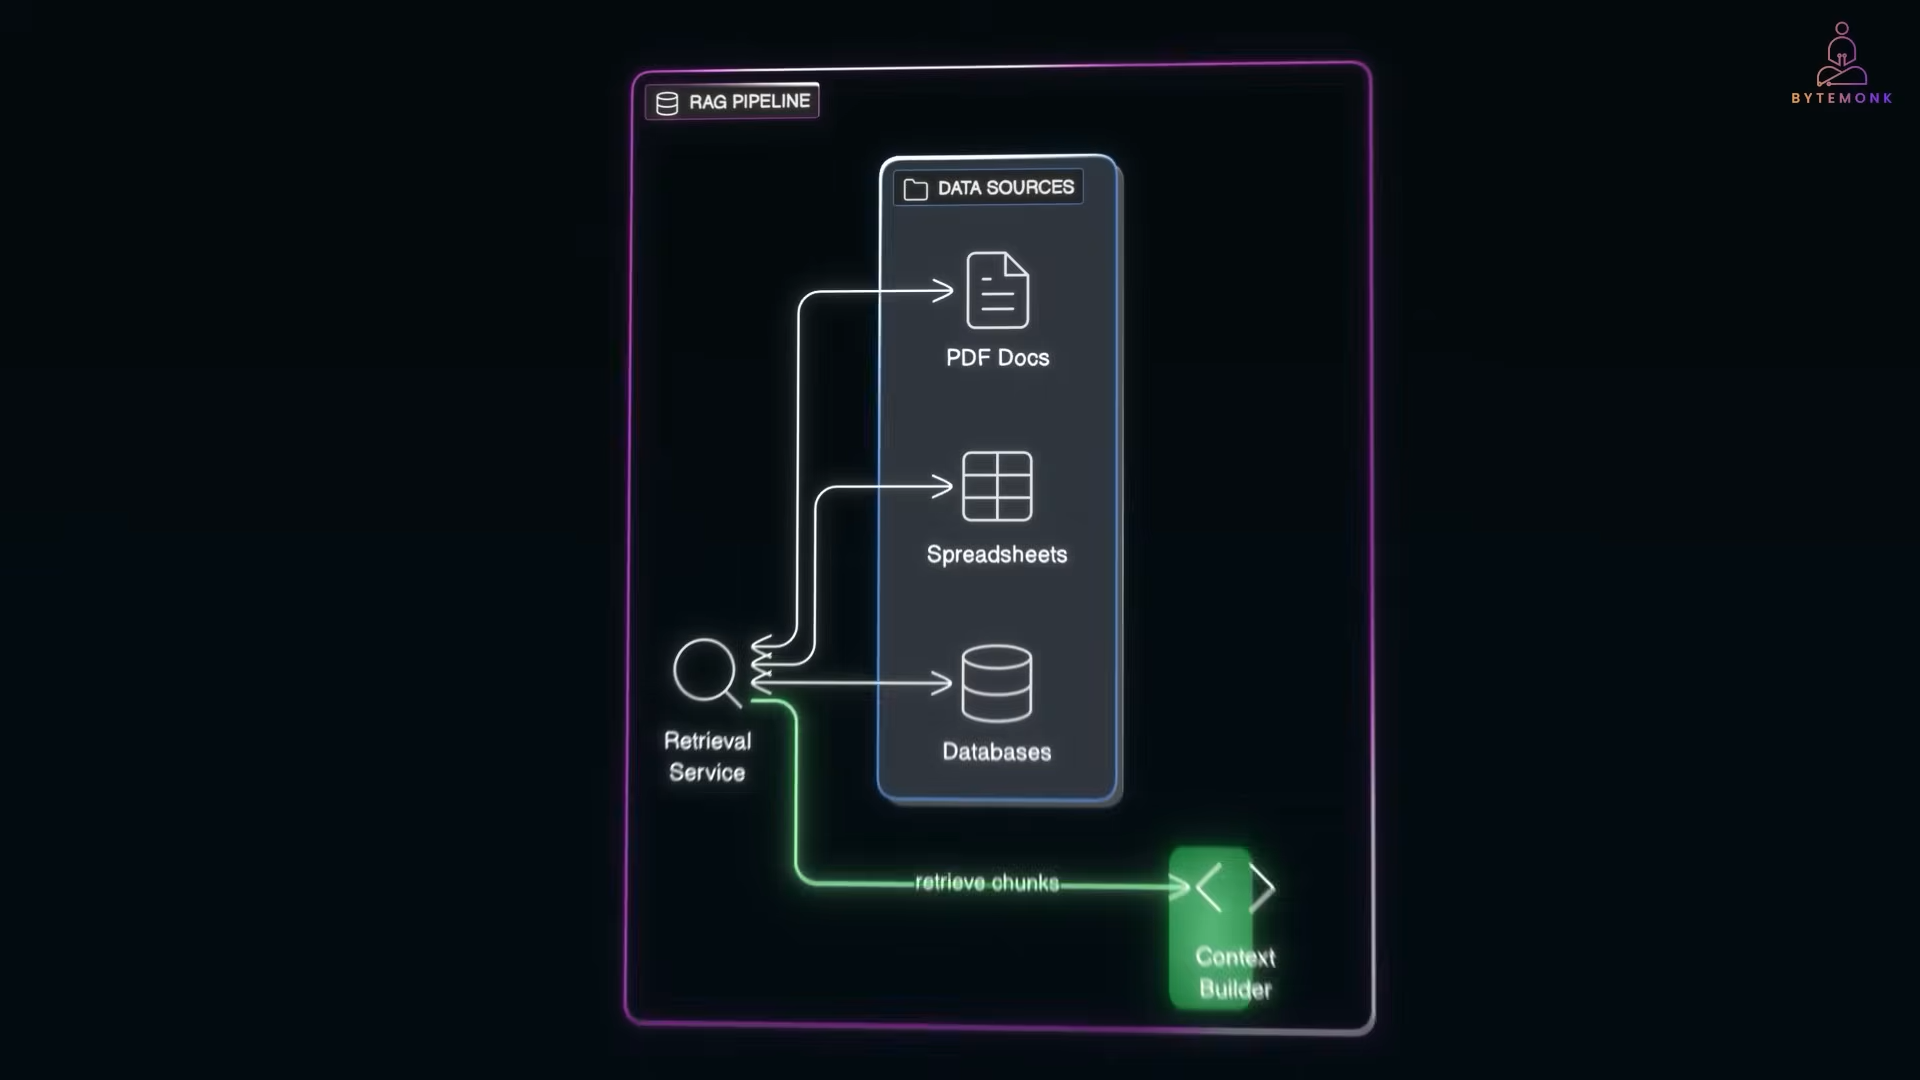 BYTEMONK
RAG PIPELINE
DATA SOURCES
PDF Docs
Spreadsheets
Databases
Retrieval
Service
retrieve chunks
Context
Builder